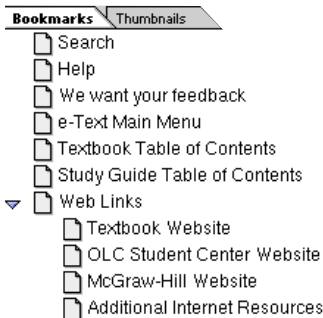 Bookmarks Thumbnails
Search
Help
We want your feedback
e-Text Main Menu
Textbook Table of Contents
Study Guide Table of Contents
Web Links
Textbook Website
OLC Student Center Website
McGraw-Hill Website
Additional Internet Resources